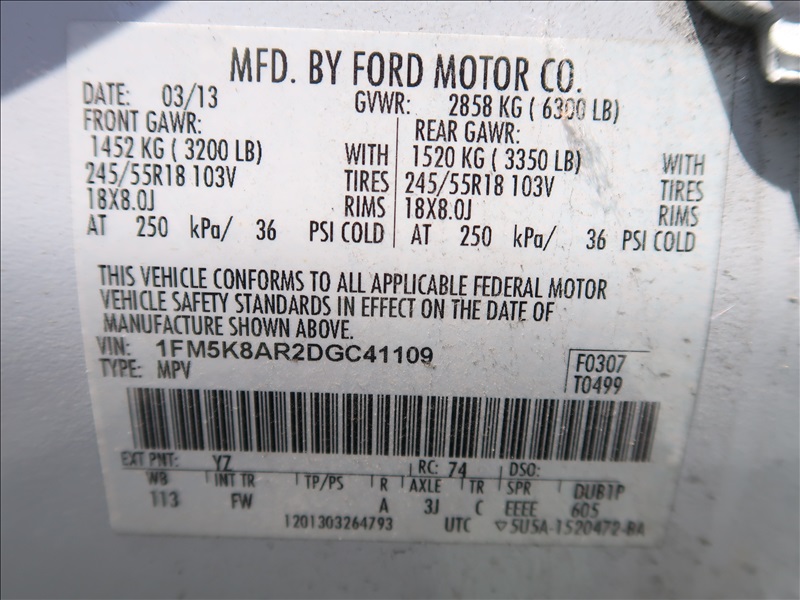 MFD. BY FORD MOTOR CO.
DATE: 03/13 GVWR: 2858 KG ( 6300 LB)
FRONT GAWR: REAR GAWR:
1452 KG ( 3200 LB) WITH 1520 KG ( 3350 LB) WITH
245/55R18 103V TIRES 245/55R18 103V TIRES
18X8.0J RIMS 18X8.0J RIMS
AT 250 kPa/ 36 PSI COLD AT 250 kPa/ 36 PSI COLD
THIS VEHICLE CONFORMS TO ALL APPLICABLE FEDERAL MOTOR
VEHICLE SAFETY STANDARDS IN EFFECT ON THE DATE OF
MANUFACTURE SHOWN ABOVE.
VIN: 1FM5K8AR2DGC41109 F0307
TYPE: MPV T0499
EXT PNT: YZ RC: 74 DSO:
WB INT TR TP/PS R AXLE TR SPR DUB1P
113 FW A 3J C EEEE 605
1201303264793 UTC ▽5U5A-1520472-BA